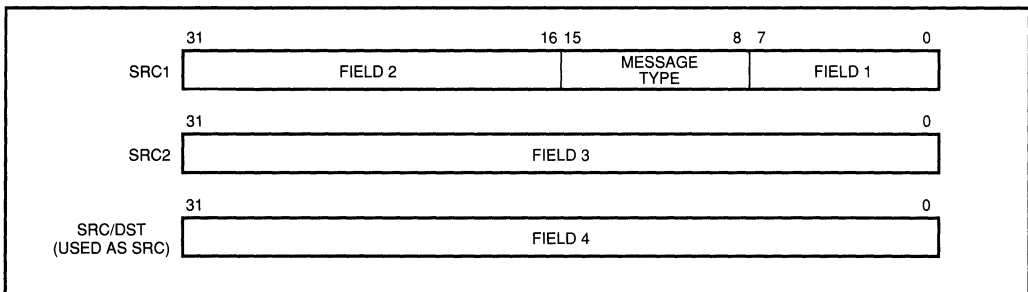 31 16 15 8 7 0
SRC1 FIELD 2 MESSAGE TYPE FIELD 1
31 0
SRC2 FIELD 3
31 0
SRC/DST
(USED AS SRC) FIELD 4